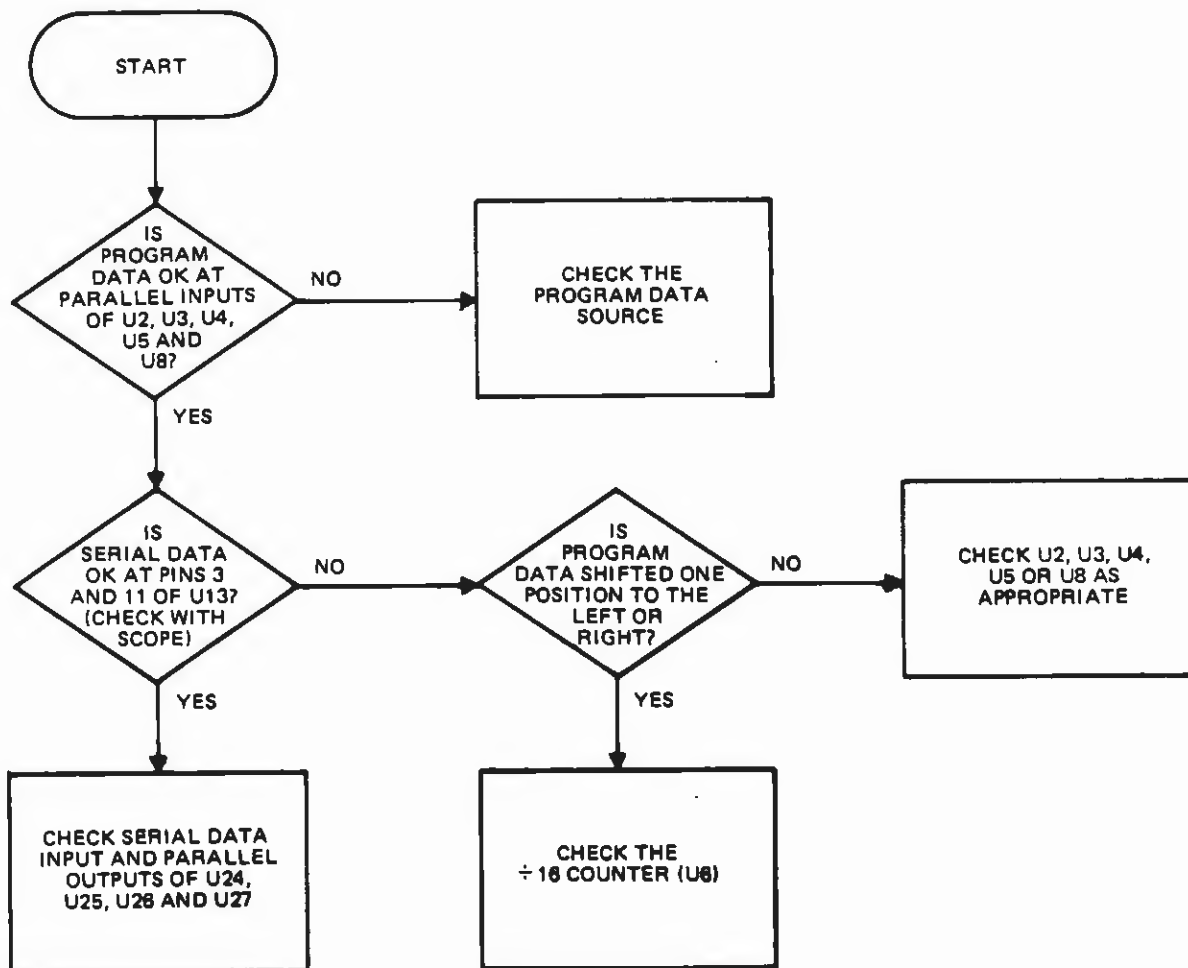 START
IS
PROGRAM
DATA OK AT
PARALLEL INPUTS
OF U2, U3, U4,
U5 AND
U8?
NO
CHECK THE
PROGRAM DATA
SOURCE
YES
IS
SERIAL DATA
OK AT PINS 3
AND 11 OF U13?
(CHECK WITH
SCOPE)
NO
IS
PROGRAM
DATA SHIFTED ONE
POSITION TO THE
LEFT OR
RIGHT?
NO
CHECK U2, U3, U4,
U5 OR U8 AS
APPROPRIATE
YES
YES
CHECK SERIAL DATA
INPUT AND PARALLEL
OUTPUTS OF U24,
U25, U26 AND U27
CHECK THE
÷16 COUNTER (U6)